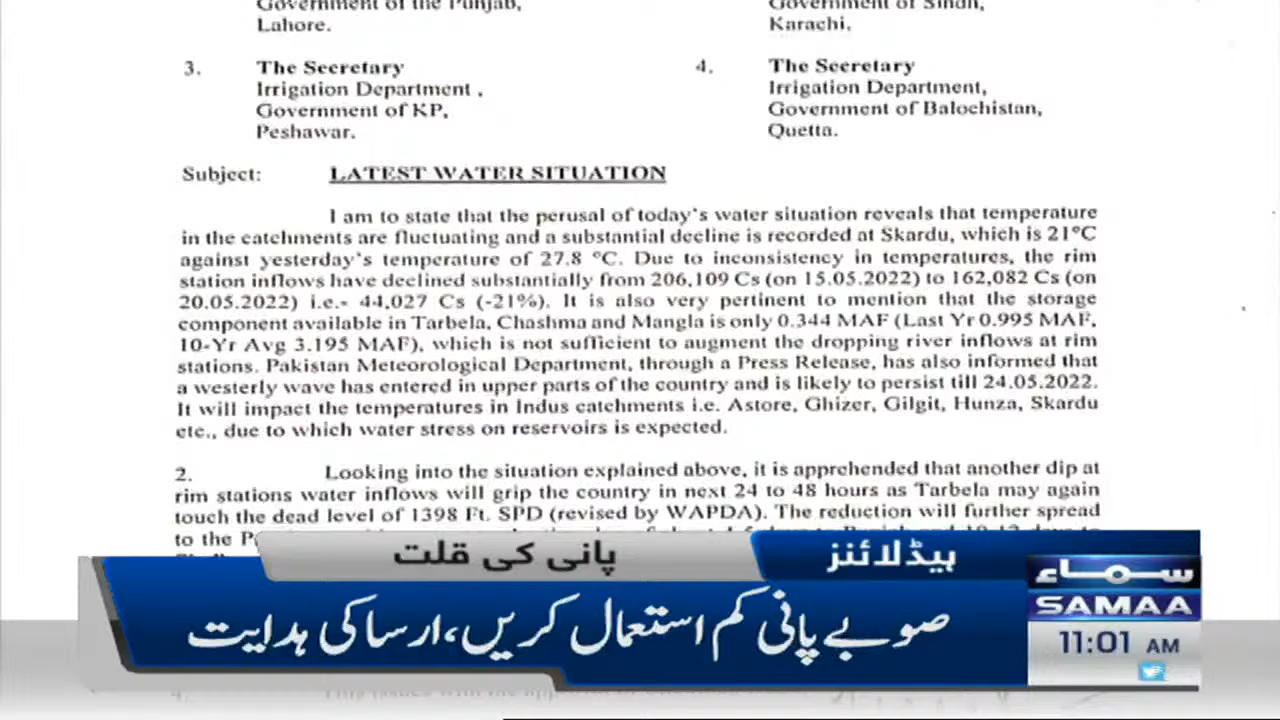 Government of the Punjab,
Lahore.
Government of Sindh,
Karachi.
3. The Secretary
Irrigation Department ,
Government of KP,
Peshawar.
4. The Secretary
Irrigation Department,
Government of Balochistan,
Quetta.
Subject: LATEST WATER SITUATION
I am to state that the perusal of today's water situation reveals that temperature
in the catchments are fluctuating and a substantial decline is recorded at Skardu, which is 21°C
against yesterday's temperature of 27.8 °C. Due to inconsistency in temperatures, the rim
station inflows have declined substantially from 206,109 Cs (on 15.05.2022) to 162,082 Cs (on
20.05.2022) i.e.- 44,027 Cs (-21%). It is also very pertinent to mention that the storage
component available in Tarbela, Chashma and Mangla is only 0.344 MAF (Last Yr 0.995 MAF,
10-Yr Avg 3.195 MAF), which is not sufficient to augment the dropping river inflows at rim
stations. Pakistan Meteorological Department, through a Press Release, has also informed that
a westerly wave has entered in upper parts of the country and is likely to persist till 24.05.2022.
It will impact the temperatures in Indus catchments i.e. Astore, Ghizer, Gilgit, Hunza, Skardu
etc., due to which water stress on reservoirs is expected.
2. Looking into the situation explained above, it is apprehended that another dip at
rim stations water inflows will grip the country in next 24 to 48 hours as Tarbela may again
touch the dead level of 1398 Ft. SPD (revised by WAPDA). The reduction will further spread
to the
ہیڈلائنز
پانی کی قلت
صوبے پانی کم استعمال کریں، ارسا کی ہدایت
سماء
SAMAA
11:01 AM